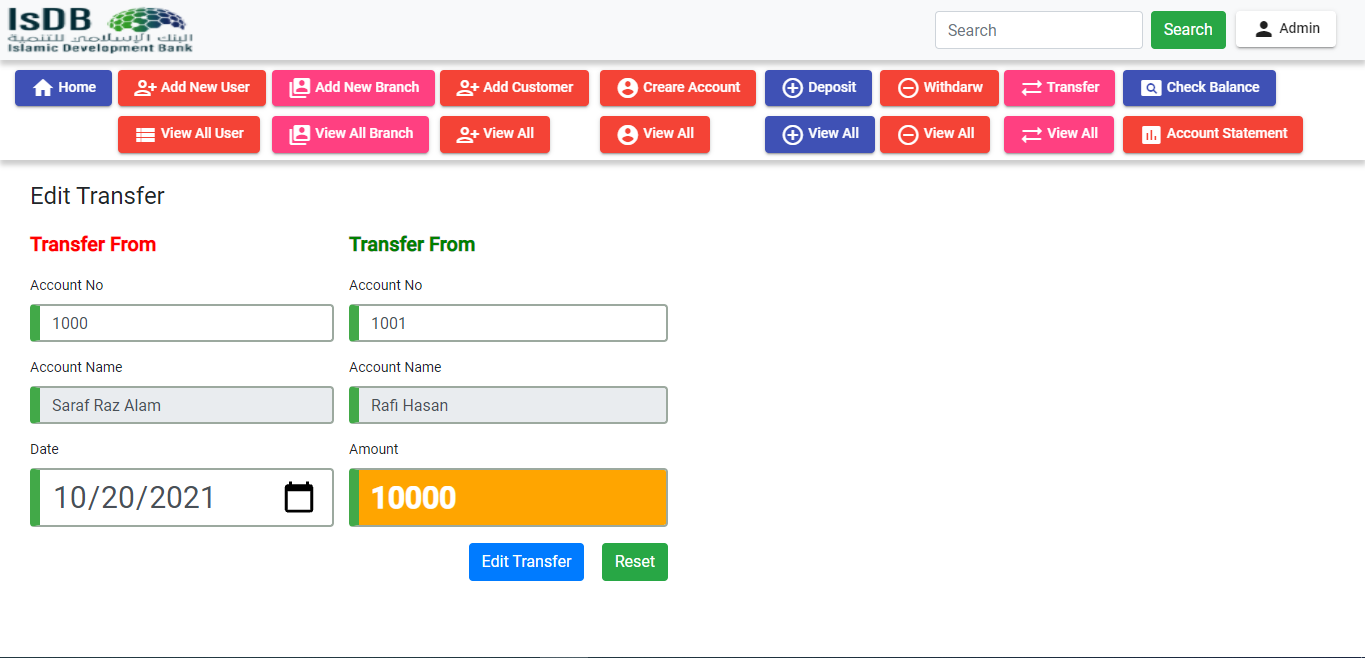 IsDB
البنك الإسلامي للتنمية
Islamic Development Bank
Search Search Admin
Home Add New User Add New Branch Add Customer Creare Account Deposit Withdarw Transfer Check Balance
View All User View All Branch View All View All View All View All View All Account Statement
Edit Transfer
Transfer From Transfer From
Account No Account No
1000 1001
Account Name Account Name
Saraf Raz Alam Rafi Hasan
Date Amount
10/20/2021 10000
Edit Transfer Reset